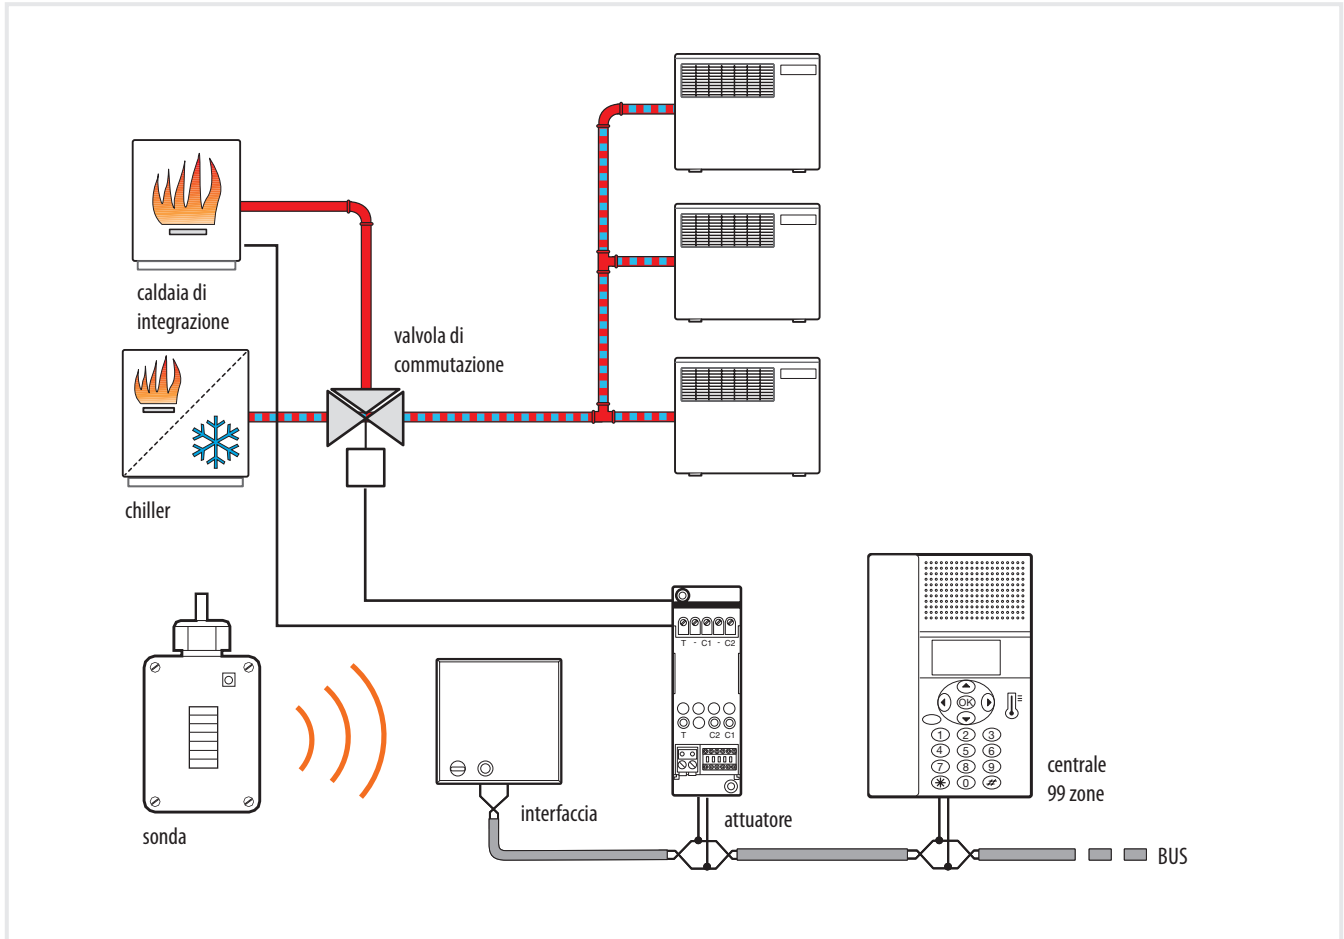 caldaia di
integrazione
valvola di
commutazione
chiller
T - C1 - C2
T C2 C1
OK
1 2 3
4 5 6
7 8 9
* 0 #
centrale
99 zone
interfaccia
attuatore
sonda
BUS